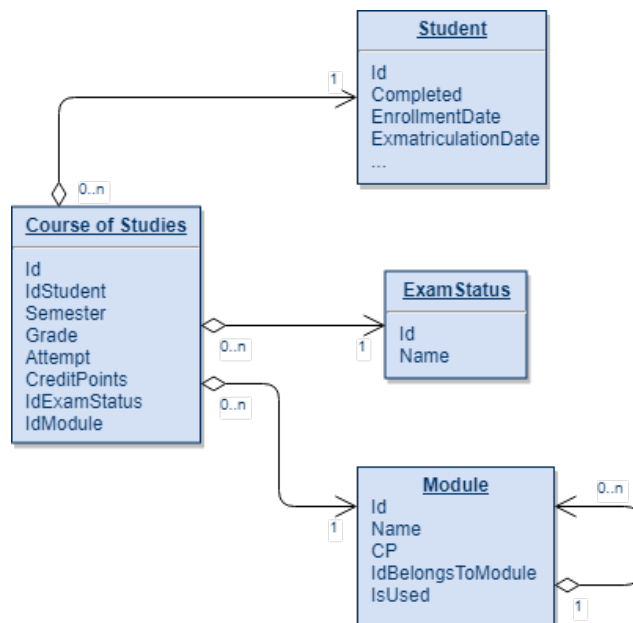 Student
Id
Completed
EnrollmentDate
ExmatriculationDate
...
1
0..n
Course of Studies
Id
IdStudent
Semester
Grade
Attempt
CreditPoints
IdExamStatus
IdModule
0..n
1
ExamStatus
Id
Name
0..n
1
Module
Id
Name
CP
IdBelongsToModule
IsUsed
0..n
1